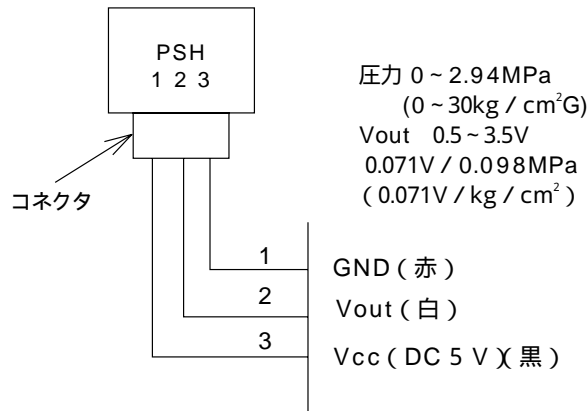 PSH
1 2 3
圧力 0 ~ 2.94MPa
(0 ~ 30kg / cm²G)
Vout 0.5 ~ 3.5V
0.071V / 0.098MPa
( 0.071V / kg / cm² )
コネクタ
1 GND ( 赤 )
2 Vout ( 白 )
3 Vcc ( DC 5 V )( 黒 )